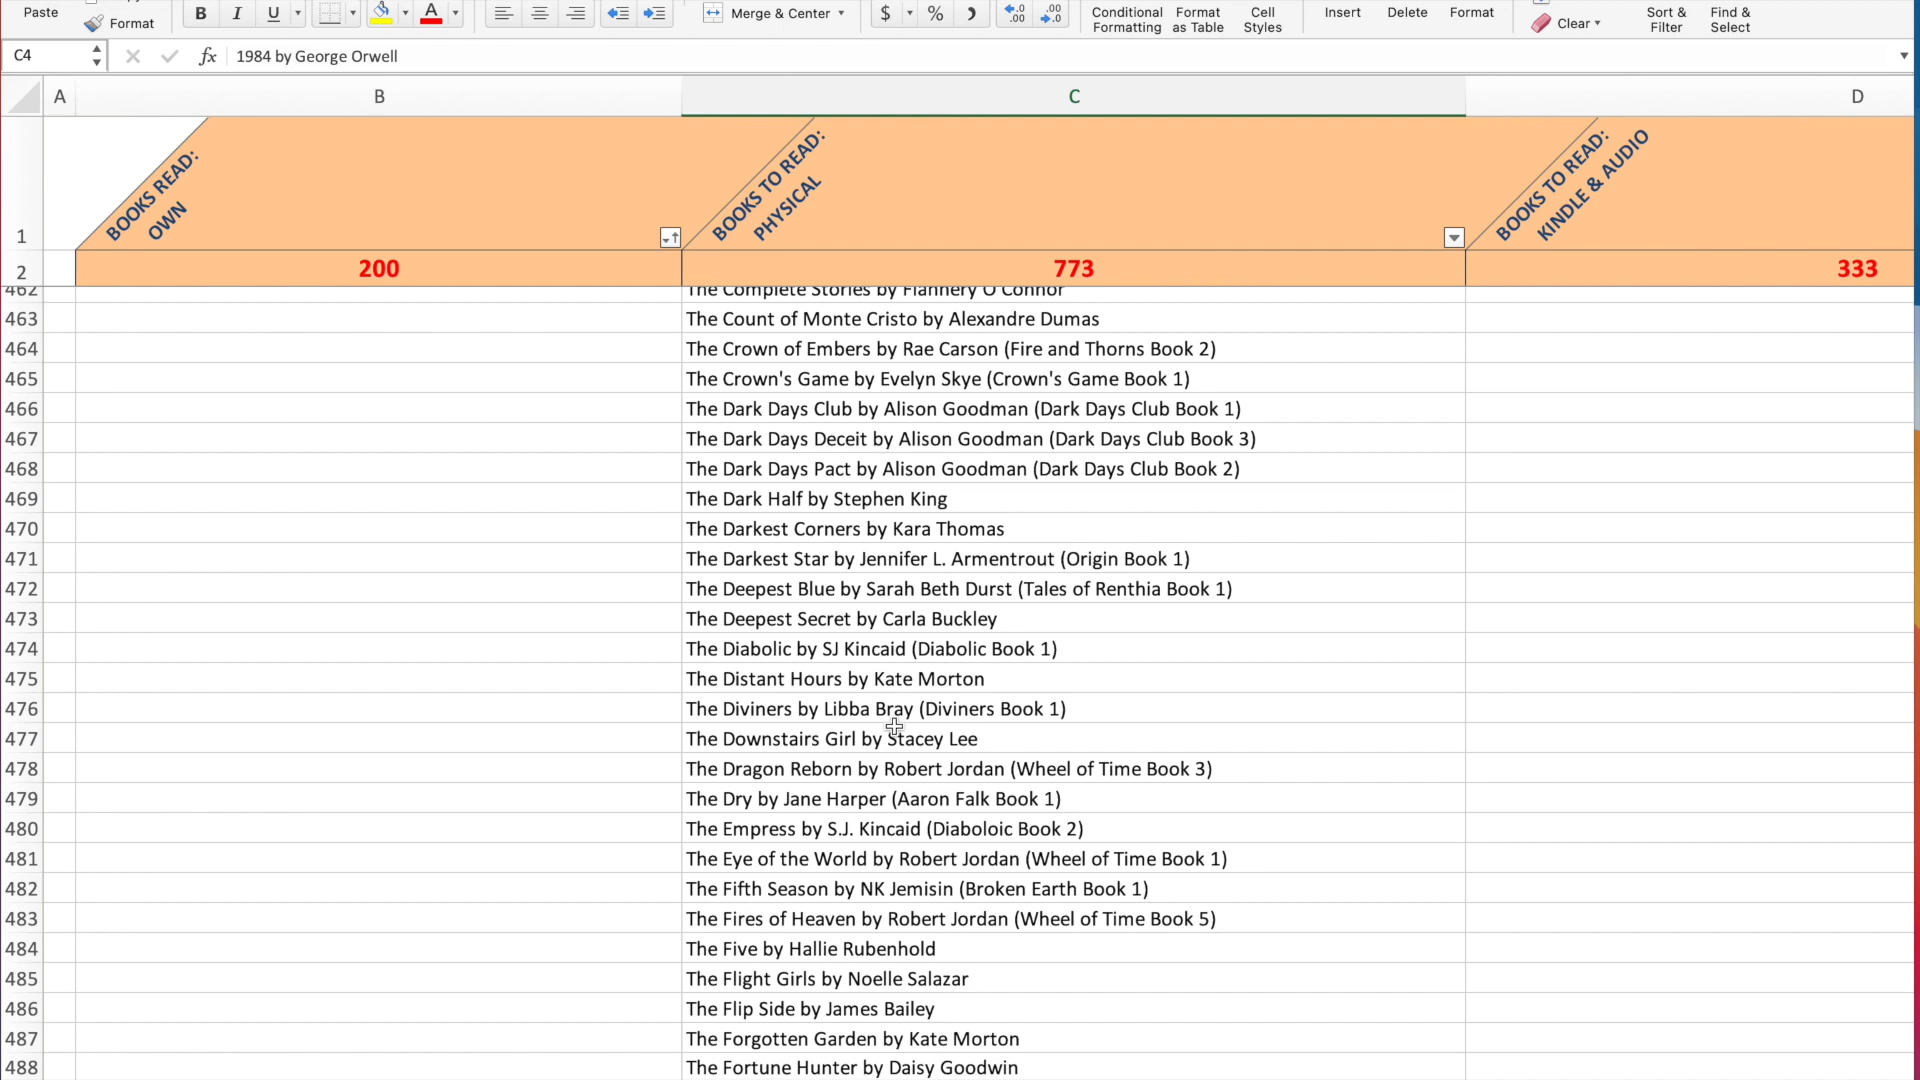 Paste
Format
B I U A
Merge & Center
$ % .00 .00
Conditional Formatting
Format as Table
Cell Styles
Insert
Delete
Format
Clear
Sort & Filter
Find & Select
C4
fx
1984 by George Orwell
A B C D
1
BOOKS READ:
OWN
BOOKS TO READ:
PHYSICAL
BOOKS TO READ:
KINDLE & AUDIO
2 200 773 333
462 The Complete Stories by Flannery O'Connor
463 The Count of Monte Cristo by Alexandre Dumas
464 The Crown of Embers by Rae Carson (Fire and Thorns Book 2)
465 The Crown's Game by Evelyn Skye (Crown's Game Book 1)
466 The Dark Days Club by Alison Goodman (Dark Days Club Book 1)
467 The Dark Days Deceit by Alison Goodman (Dark Days Club Book 3)
468 The Dark Days Pact by Alison Goodman (Dark Days Club Book 2)
469 The Dark Half by Stephen King
470 The Darkest Corners by Kara Thomas
471 The Darkest Star by Jennifer L. Armentrout (Origin Book 1)
472 The Deepest Blue by Sarah Beth Durst (Tales of Renthia Book 1)
473 The Deepest Secret by Carla Buckley
474 The Diabolic by SJ Kincaid (Diabolic Book 1)
475 The Distant Hours by Kate Morton
476 The Diviners by Libba Bray (Diviners Book 1)
477 The Downstairs Girl by Stacey Lee
478 The Dragon Reborn by Robert Jordan (Wheel of Time Book 3)
479 The Dry by Jane Harper (Aaron Falk Book 1)
480 The Empress by S.J. Kincaid (Diaboloic Book 2)
481 The Eye of the World by Robert Jordan (Wheel of Time Book 1)
482 The Fifth Season by NK Jemisin (Broken Earth Book 1)
483 The Fires of Heaven by Robert Jordan (Wheel of Time Book 5)
484 The Five by Hallie Rubenhold
485 The Flight Girls by Noelle Salazar
486 The Flip Side by James Bailey
487 The Forgotten Garden by Kate Morton
488 The Fortune Hunter by Daisy Goodwin